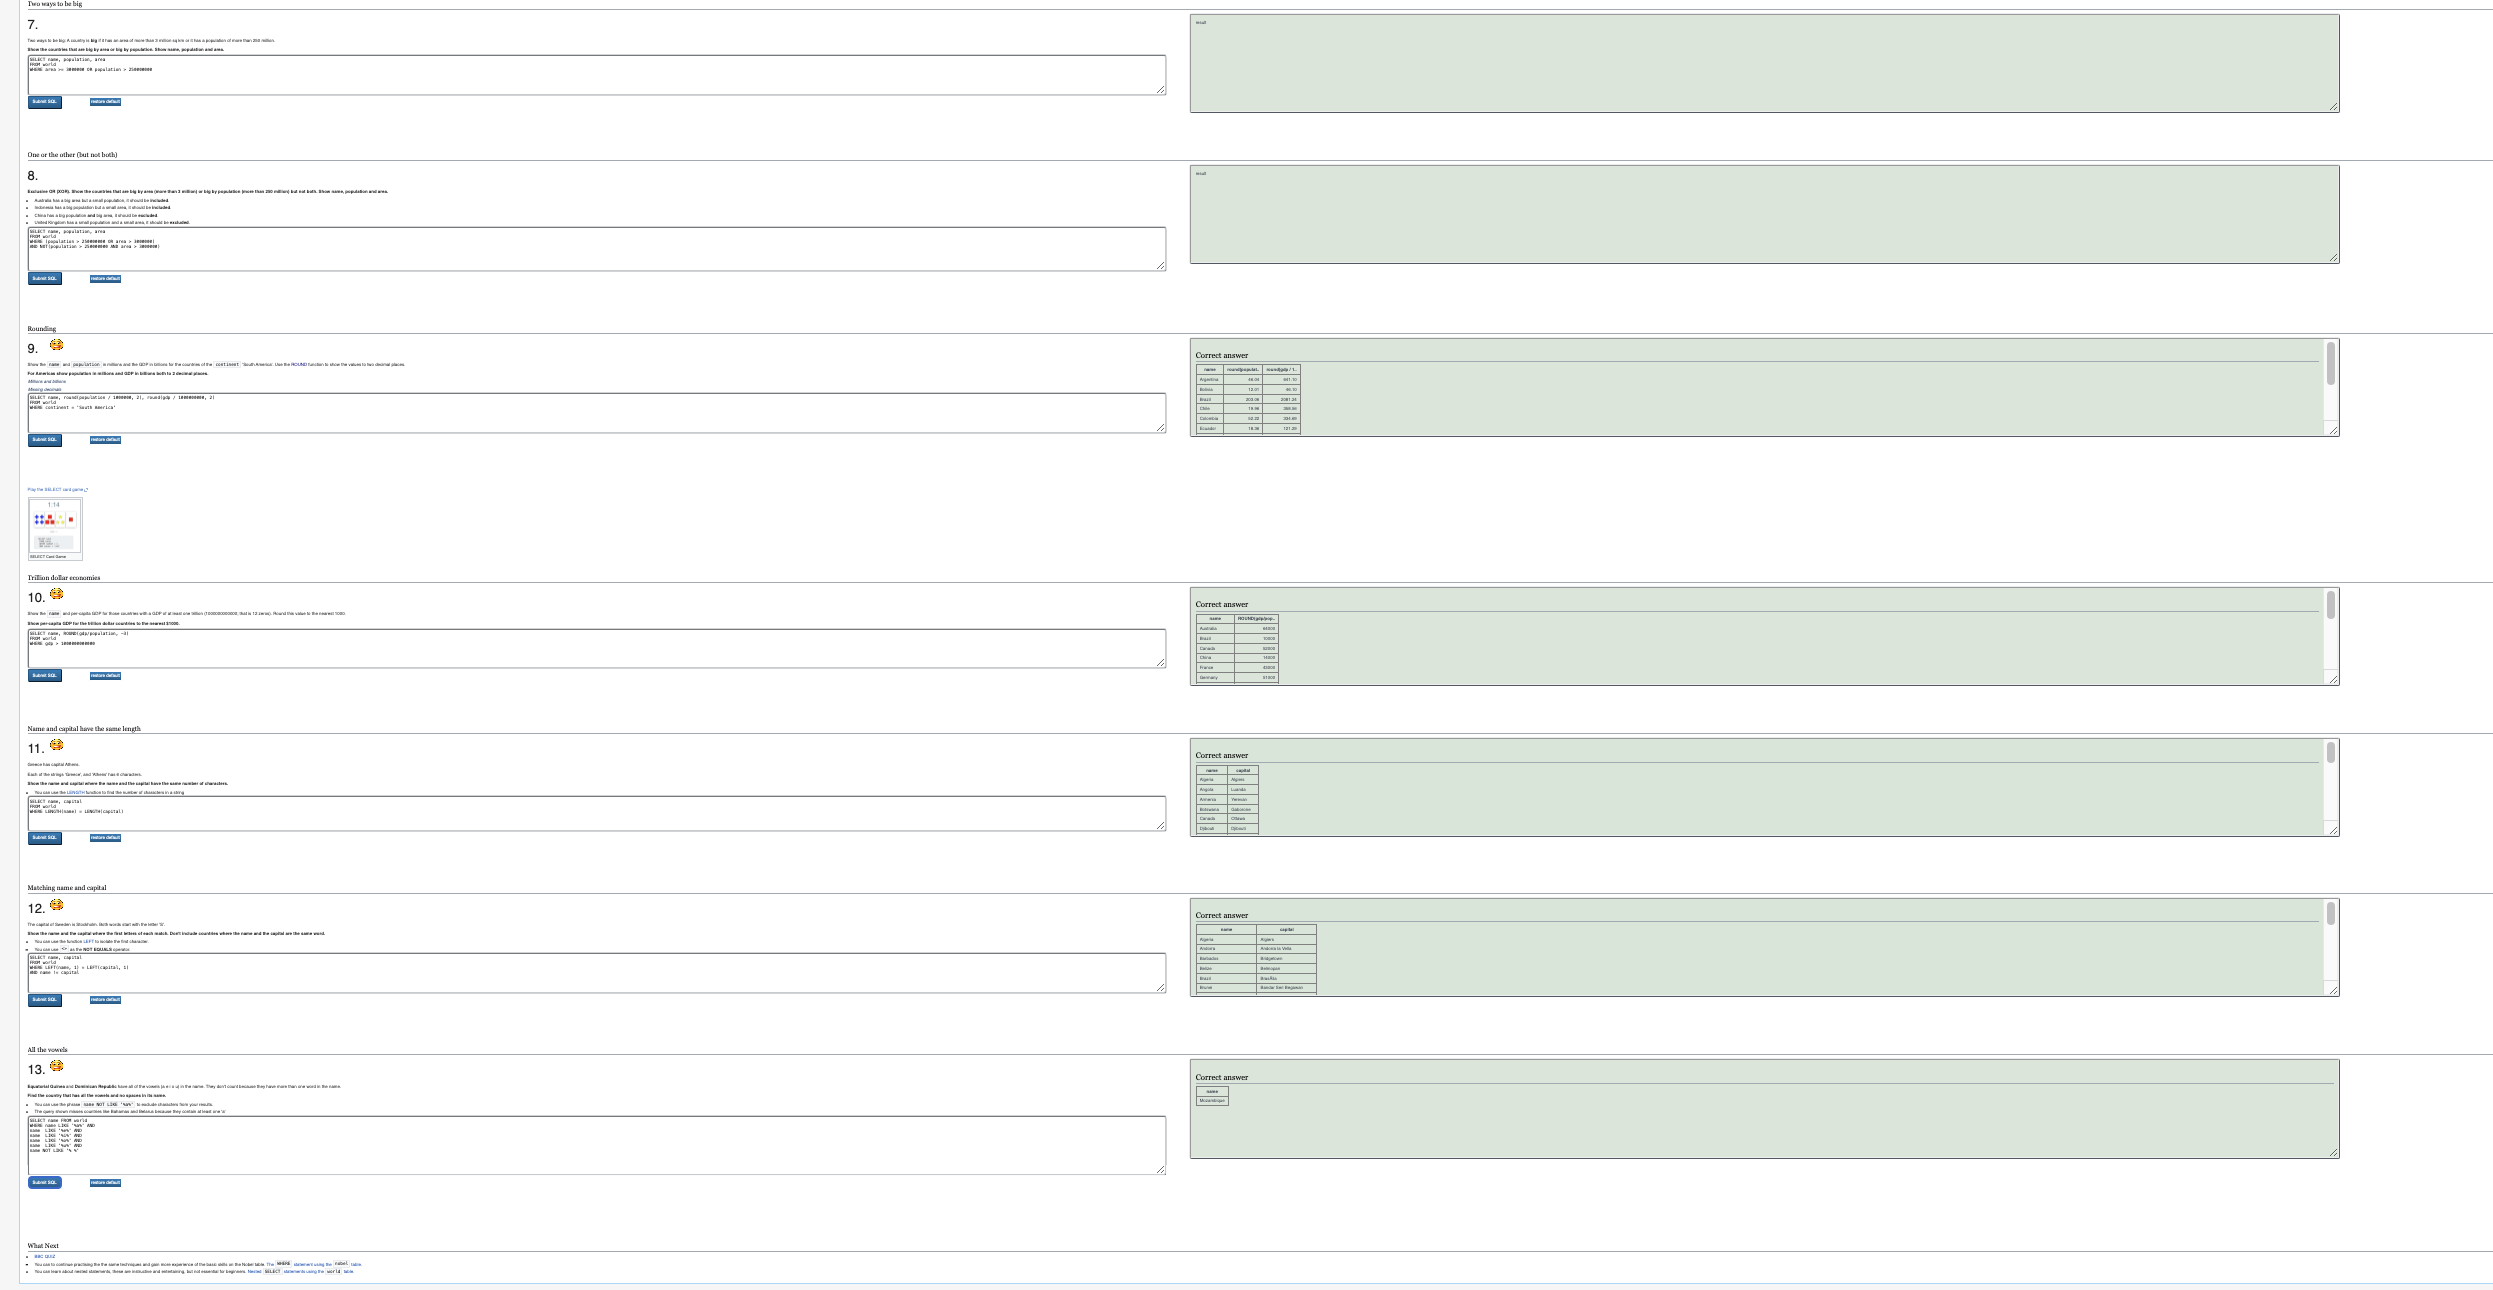 Two ways to be big
7.
result
Two ways to be big: A country is big if it has an area of more than 3 million sq km or it has a population of more than 250 million.
Show the countries that are big by area or big by population. Show name, population and area.
SELECT name, population, area
FROM world
WHERE area >= 3000000 OR population > 250000000
Submit SQL restore default
One or the other (but not both)
8.
result
Exclusive OR (XOR). Show the countries that are big by area (more than 3 million) or big by population (more than 250 million) but not both. Show name, population and area.
Australia has a big area but a small population, it should be included.
Indonesia has a big population but a small area, it should be included.
China has a big population and big area, it should be excluded.
United Kingdom has a small population and a small area, it should be excluded.
SELECT name, population, area
FROM world
WHERE (population > 250000000 OR area > 3000000)
AND NOT(population > 250000000 AND area > 3000000)
Submit SQL restore default
Rounding
9.
Show the name and population in millions and the GDP in billions for the countries of the continent 'South America'. Use the ROUND function to show the values to two decimal places.
For Americas show population in millions and GDP in billions both to 2 decimal places.
Millions and billions
Missing decimals
SELECT name, round(population / 1000000, 2), round(gdp / 1000000000, 2)
FROM world
WHERE continent = 'South America'
Submit SQL restore default
Correct answer
name round(populat.. round(gdp / 1..
Argentina
Bolivia 12.01
Brazil 203.06
Chile
Colombia
Ecuador
Play the SELECT card game
1:14
SELECT Card Game
Trillion dollar economies
10.
Show the name and per-capita GDP for those countries with a GDP of at least one trillion (1000000000000; that is 12 zeros). Round this value to the nearest 1000.
Show per-capita GDP for the trillion dollar countries to the nearest $1000.
SELECT name, ROUND(gdp/population, -3)
FROM world
WHERE gdp > 1000000000000
Submit SQL restore default
Correct answer
name ROUND(gdp/pop..
Australia
Brazil 10000
Canada
China
France
Germany 51000
Name and capital have the same length
11.
Greece has capital Athens.
Each of the strings 'Greece', and 'Athens' has 6 characters.
Show the name and capital where the name and the capital have the same number of characters.
You can use the LENGTH function to find the number of characters in a string
SELECT name, capital
FROM world
WHERE LENGTH(name) = LENGTH(capital)
Submit SQL restore default
Correct answer
name capital
Algeria Algiers
Angola Luanda
Armenia Yerevan
Botswana Gaborone
Canada Ottawa
Djibouti Djibouti
Matching name and capital
12.
The capital of Sweden is Stockholm. Both words start with the letter 'S'.
Show the name and the capital where the first letters of each match. Don't include countries where the name and the capital are the same word.
You can use the function LEFT to isolate the first character.
You can use <> as the NOT EQUALS operator.
SELECT name, capital
FROM world
WHERE LEFT(name, 1) = LEFT(capital, 1)
AND name != capital
Submit SQL restore default
Correct answer
name capital
Algeria Algiers
Andorra Andorra la Vella
Barbados Bridgetown
Belize Belmopan
Brazil
Brunei Bandar Seri Begawan
All the vowels
13.
Equatorial Guinea and Dominican Republic have all of the vowels (a e i o u) in the name. They don't count because they have more than one word in the name.
Find the country that has all the vowels and no spaces in its name.
You can use the phrase name NOT LIKE '%a%' to exclude characters from your results.
The query shown misses countries like Bahamas and Belarus because they contain at least one 'a'
SELECT name FROM world
WHERE name LIKE '%a%' AND
name LIKE '%e%' AND
name LIKE '%i%' AND
name LIKE '%o%' AND
name LIKE '%u%' AND
name NOT LIKE '% %'
Submit SQL restore default
Correct answer
name
Mozambique
What Next
BBC QUIZ
You can to continue practising the the same techniques and gain more experience of the basic skills on the Nobel table. The WHERE statement using the nobel table.
You can learn about nested statements, these are instructive and entertaining, but not essential for beginners. Nested SELECT statements using the world table.